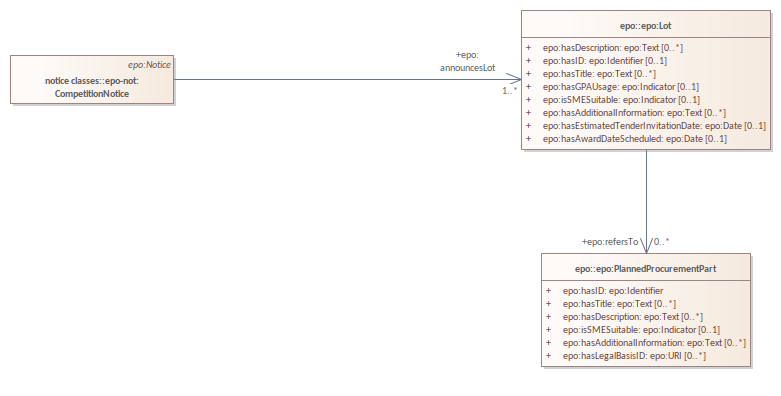 epo:Notice
notice classes::epo-not:
CompetitionNotice
+epo:
announcesLot
1..*
epo::epo:Lot
+ epo:hasDescription: epo:Text [0..*]
+ epo:hasID: epo:Identifier [0..1]
+ epo:hasTitle: epo:Text [0..*]
+ epo:hasGPAUsage: epo:Indicator [0..1]
+ epo:isSMESuitable: epo:Indicator [0..1]
+ epo:hasAdditionalInformation: epo:Text [0..*]
+ epo:hasEstimatedTenderInvitationDate: epo:Date [0..1]
+ epo:hasAwardDateScheduled: epo:Date [0..1]
+epo:refersTo 0..*
epo::epo:PlannedProcurementPart
+ epo:hasID: epo:Identifier
+ epo:hasTitle: epo:Text [0..*]
+ epo:hasDescription: epo:Text [0..*]
+ epo:isSMESuitable: epo:Indicator [0..1]
+ epo:hasAdditionalInformation: epo:Text [0..*]
+ epo:hasLegalBasisID: epo:URI [0..*]